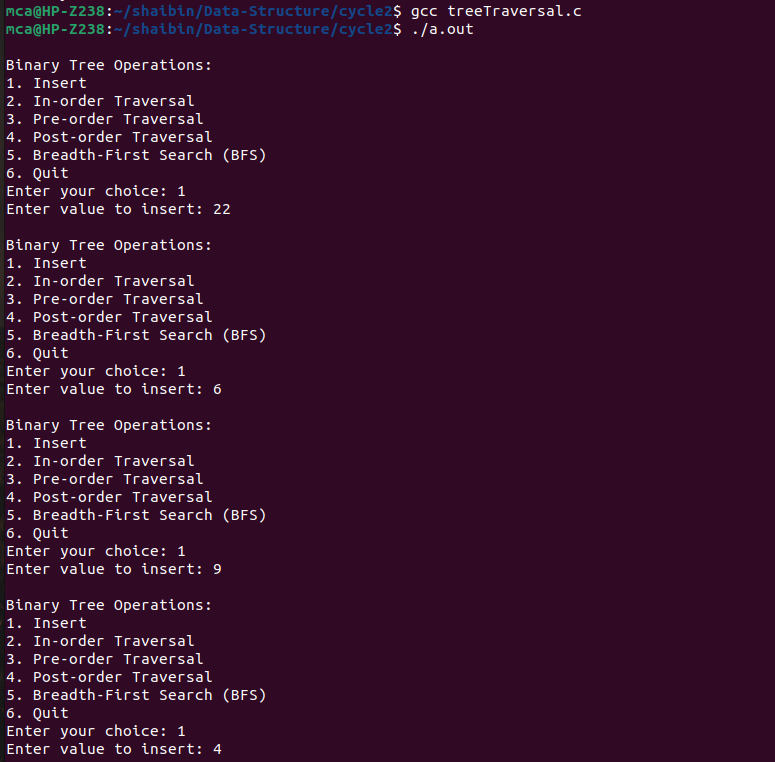 mca@HP-Z238:~/shaibin/Data-Structure/cycle2$ gcc treeTraversal.c
mca@HP-Z238:~/shaibin/Data-Structure/cycle2$ ./a.out

Binary Tree Operations:
1. Insert
2. In-order Traversal
3. Pre-order Traversal
4. Post-order Traversal
5. Breadth-First Search (BFS)
6. Quit
Enter your choice: 1
Enter value to insert: 22

Binary Tree Operations:
1. Insert
2. In-order Traversal
3. Pre-order Traversal
4. Post-order Traversal
5. Breadth-First Search (BFS)
6. Quit
Enter your choice: 1
Enter value to insert: 6

Binary Tree Operations:
1. Insert
2. In-order Traversal
3. Pre-order Traversal
4. Post-order Traversal
5. Breadth-First Search (BFS)
6. Quit
Enter your choice: 1
Enter value to insert: 9

Binary Tree Operations:
1. Insert
2. In-order Traversal
3. Pre-order Traversal
4. Post-order Traversal
5. Breadth-First Search (BFS)
6. Quit
Enter your choice: 1
Enter value to insert: 4